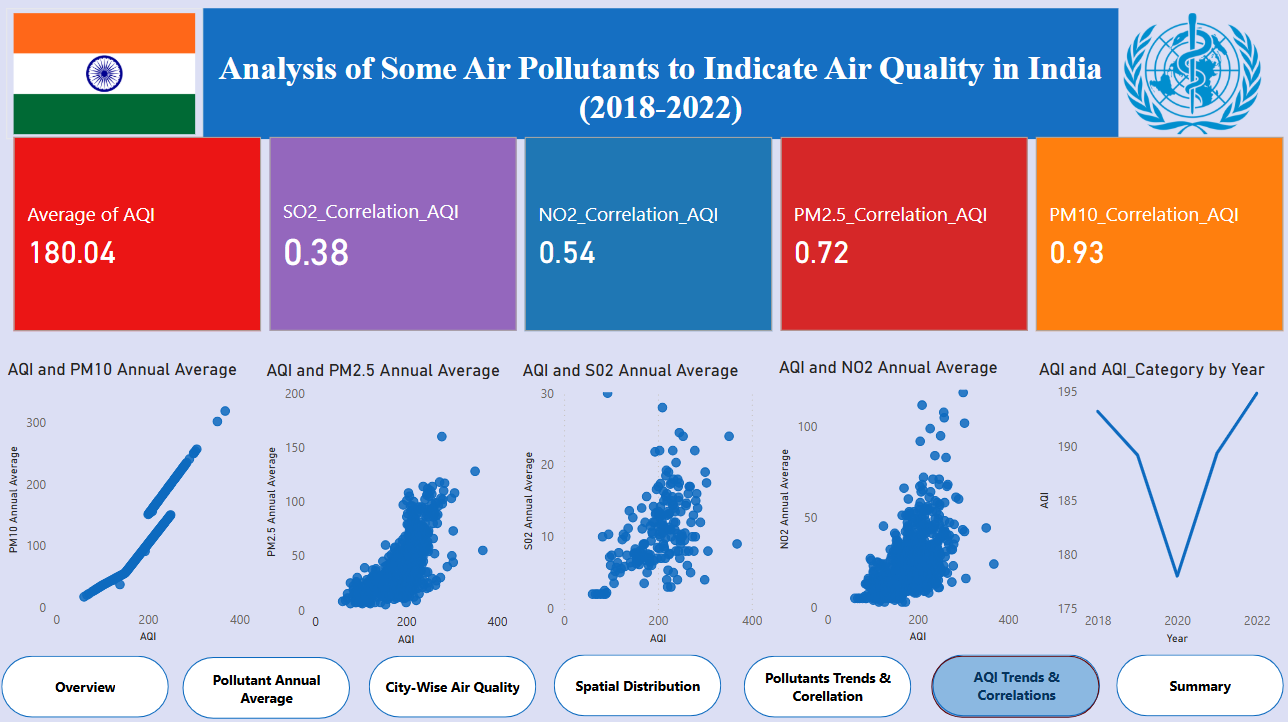 Analysis of Some Air Pollutants to Indicate Air Quality in India
(2018-2022)
Average of AQI
180.04
SO2_Correlation_AQI
0.38
NO2_Correlation_AQI
0.54
PM2.5_Correlation_AQI
0.72
PM10_Correlation_AQI
0.93
AQI and PM10 Annual Average
PM10 Annual Average
300
200
100
0
0
200
400
AQI
AQI and PM2.5 Annual Average
PM2.5 Annual Average
200
150
100
50
0
0
200
400
AQI
AQI and S02 Annual Average
S02 Annual Average
30
20
10
0
0
200
400
AQI
AQI and NO2 Annual Average
NO2 Annual Average
100
50
0
0
200
400
AQI
AQI and AQI_Category by Year
AQI
195
190
185
180
175
2018
2020
2022
Year
Overview
Pollutant Annual
Average
City-Wise Air Quality
Spatial Distribution
Pollutants Trends &
Corellation
AQI Trends &
Correlations
Summary